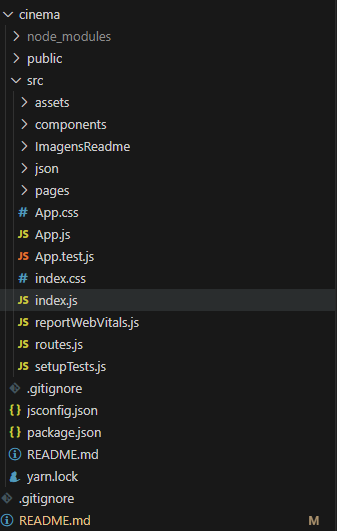 cinema
node_modules
public
src
assets
components
ImagensReadme
json
pages
# App.css
JS App.js
JS App.test.js
# index.css
JS index.js
JS reportWebVitals.js
JS routes.js
JS setupTests.js
.gitignore
{} jsconfig.json
{} package.json
README.md
yarn.lock
.gitignore
README.md M